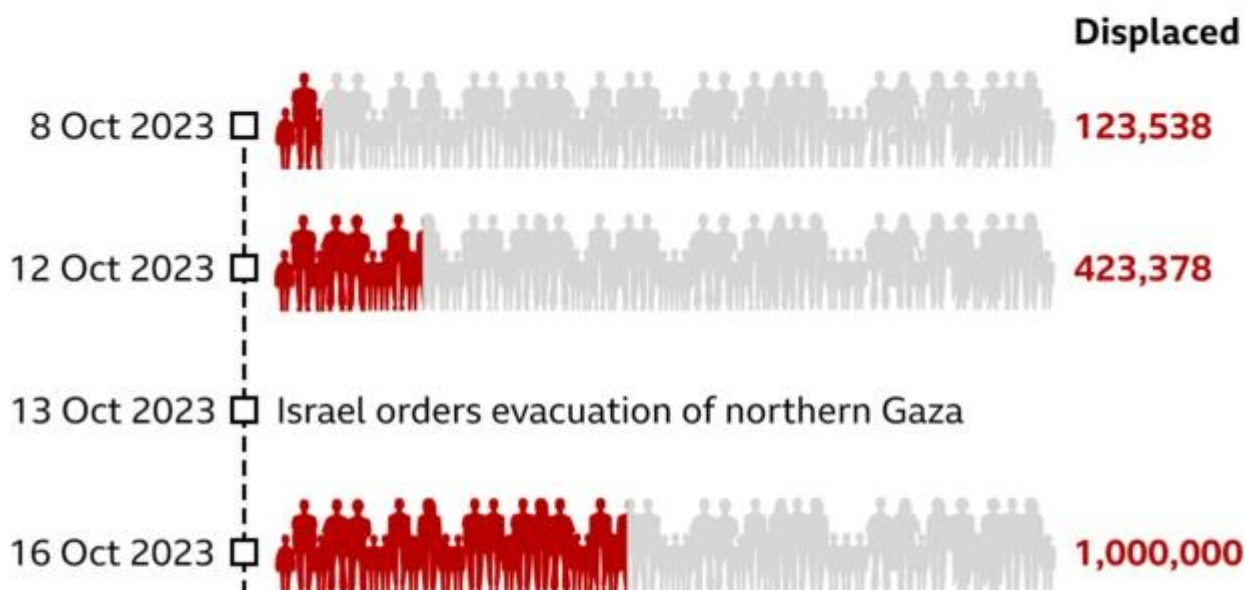 Displaced
8 Oct 2023 123,538
12 Oct 2023 423,378
13 Oct 2023 Israel orders evacuation of northern Gaza
16 Oct 2023 1,000,000